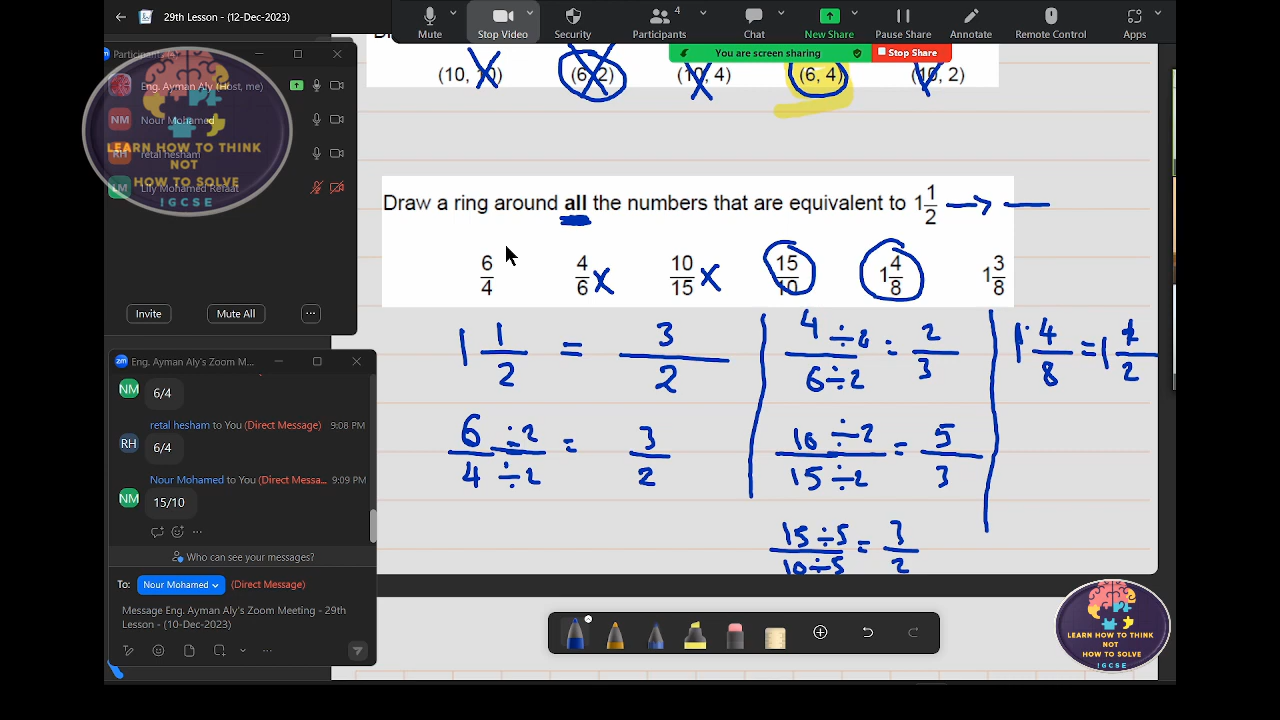 29th Lesson - (12-Dec-2023)
Mute
Stop Video
Security
Participants
4
Chat
New Share
Pause Share
Annotate
Remote Control
Apps
You are screen sharing
Stop Share
Eng. Ayman Aly (Host, me)
NM Nour Mohamed
RH retal hesham
LM Lily Mohamed Refaat
LEARN HOW TO THINK
NOT
HOW TO SOLVE
IGCSE
Invite
Mute All
(10, 10) (6, 2) (10, 4) (6, 4) (10, 2)
Draw a ring around all the numbers that are equivalent to 1 1/2
6/4 4/6 x 10/15 x 15/10 1 4/8 1 3/8
1 1/2 = 3/2
6÷2/4÷2 = 3/2
4÷2/6÷2 = 2/3
10÷2/15÷2 = 5/3
15÷5/10÷5 = 3/2
1 4/8 = 1 1/2
Eng. Ayman Aly's Zoom M...
NM 6/4
retal hesham to You (Direct Message) 9:08 PM
RH 6/4
Nour Mohamed to You (Direct Messa... 9:09 PM
NM 15/10
Who can see your messages?
To: Nour Mohamed (Direct Message)
Message Eng. Ayman Aly's Zoom Meeting - 29th
Lesson - (10-Dec-2023)
LEARN HOW TO THINK
NOT
HOW TO SOLVE
IGCSE